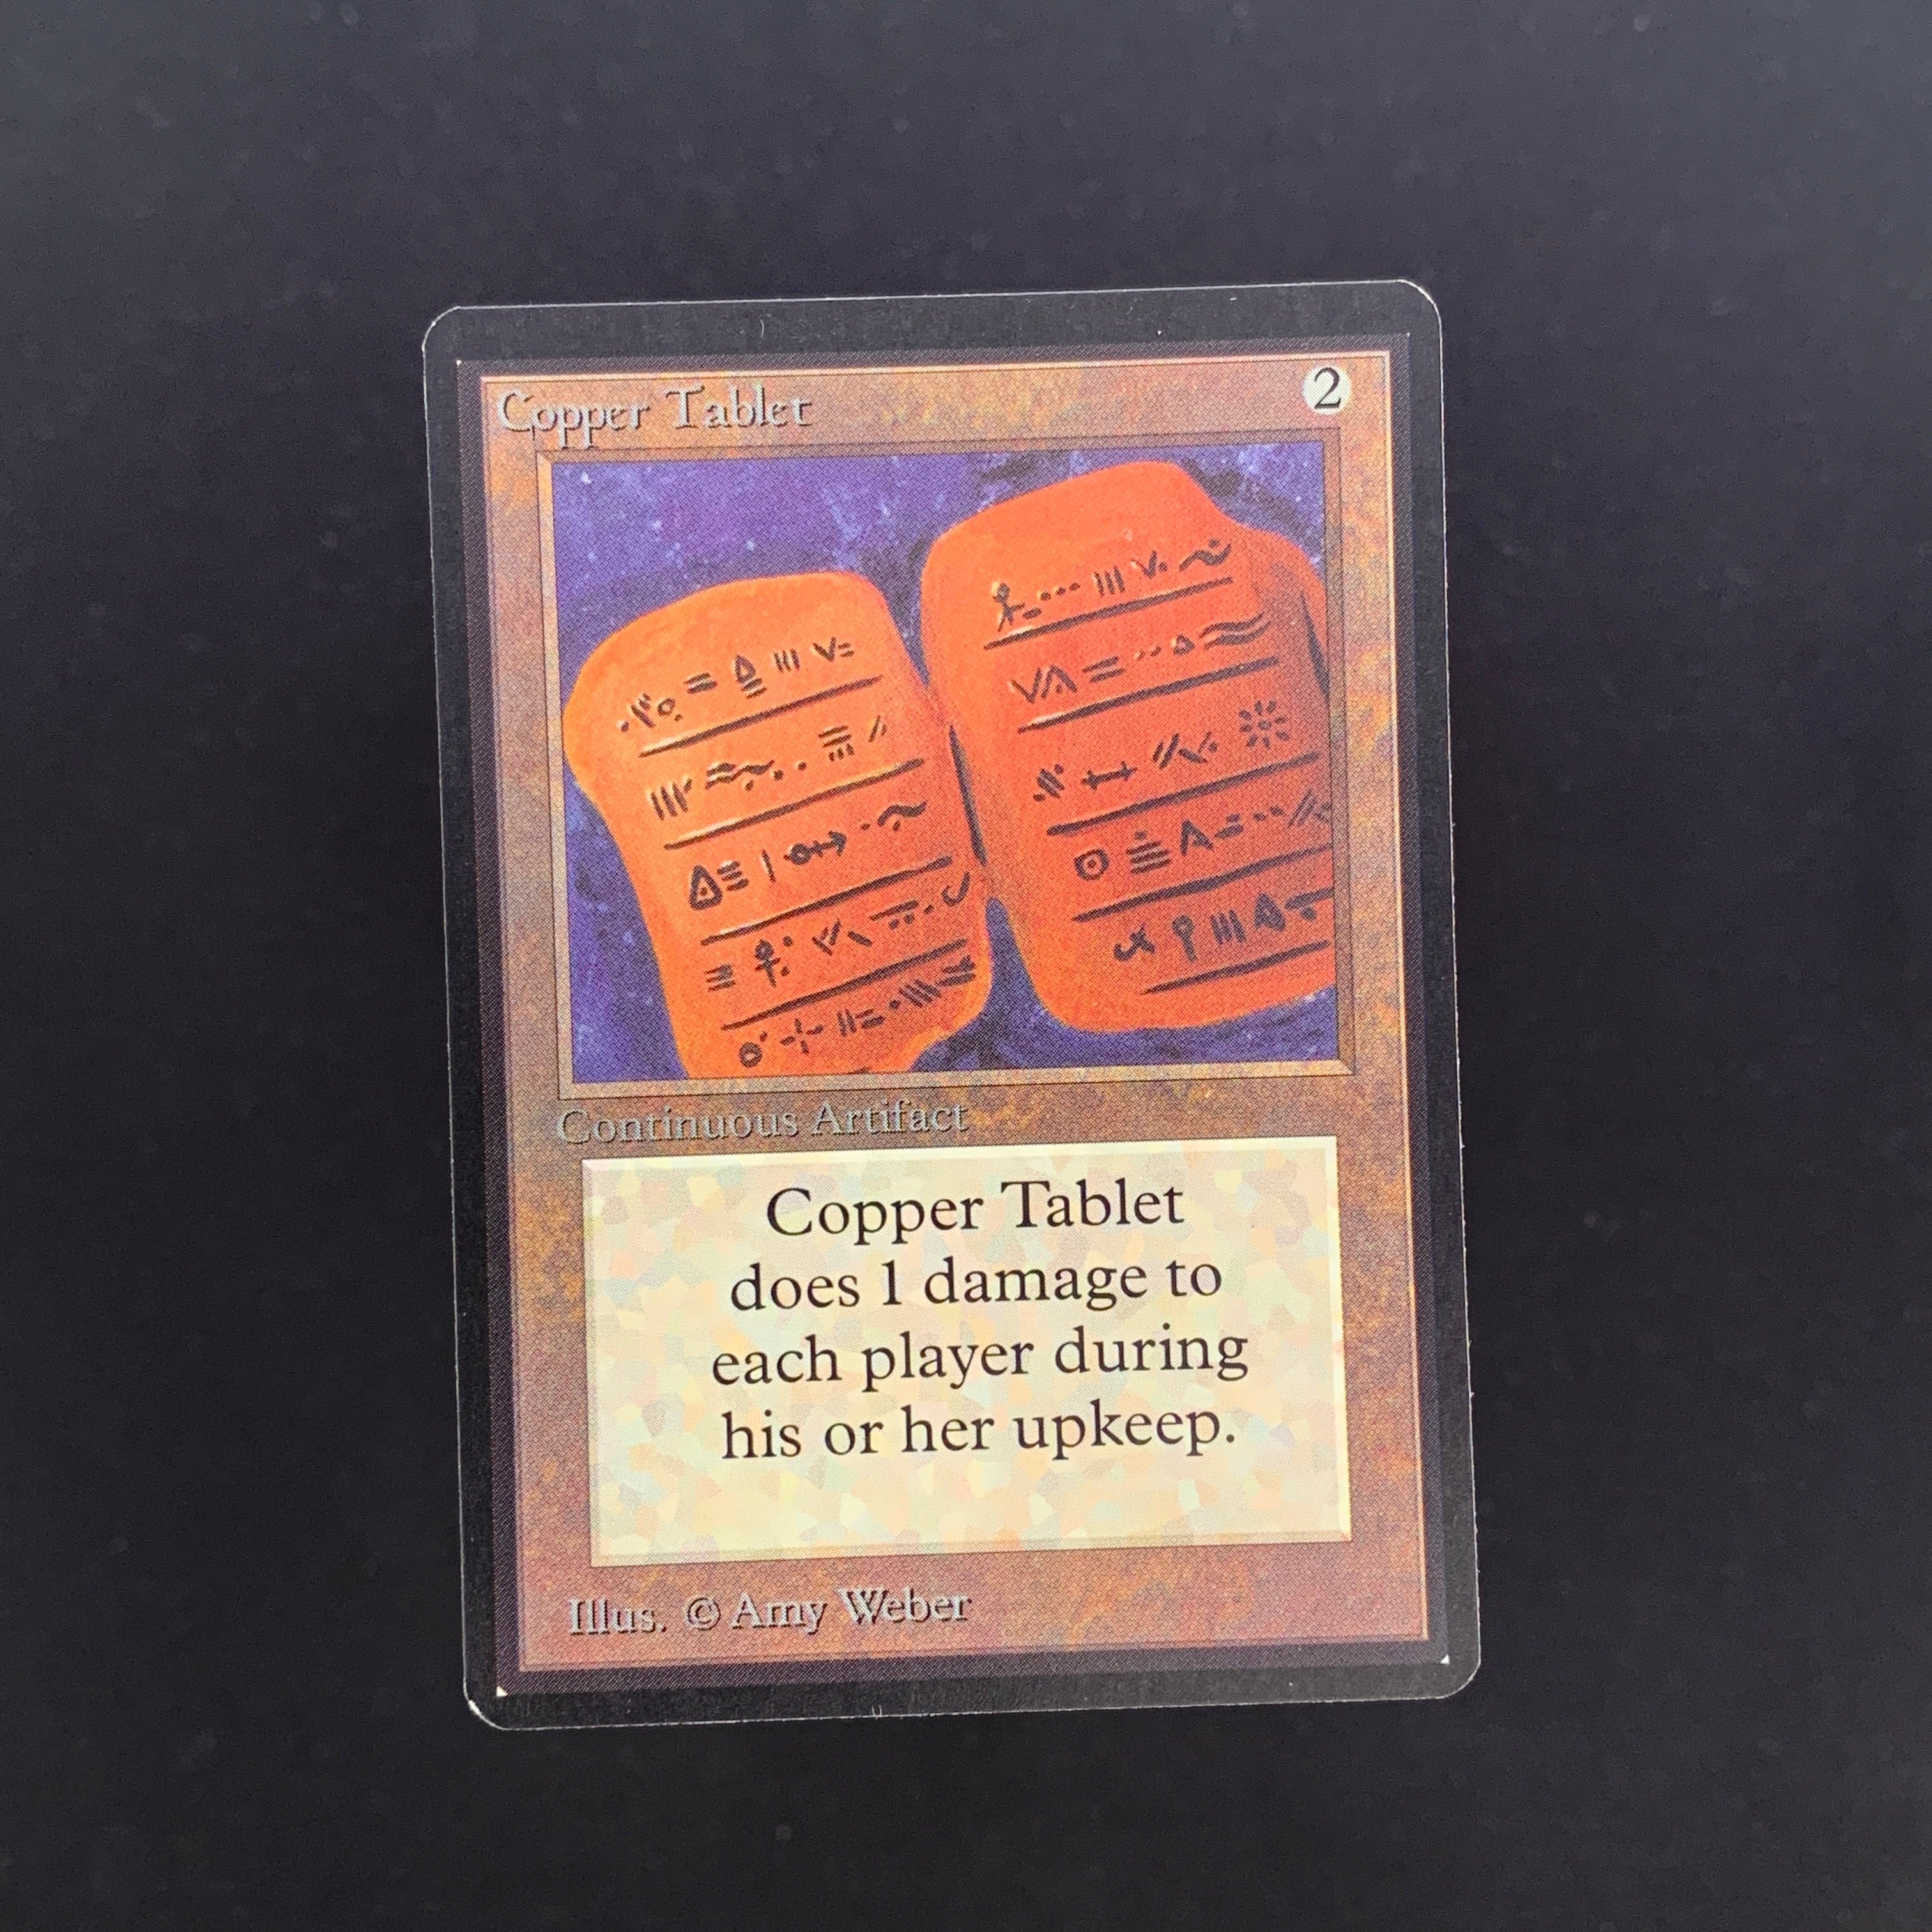 Copper Tablet 2
Continuous Artifact
Copper Tablet
does 1 damage to
each player during
his or her upkeep.
Illus. © Amy Weber